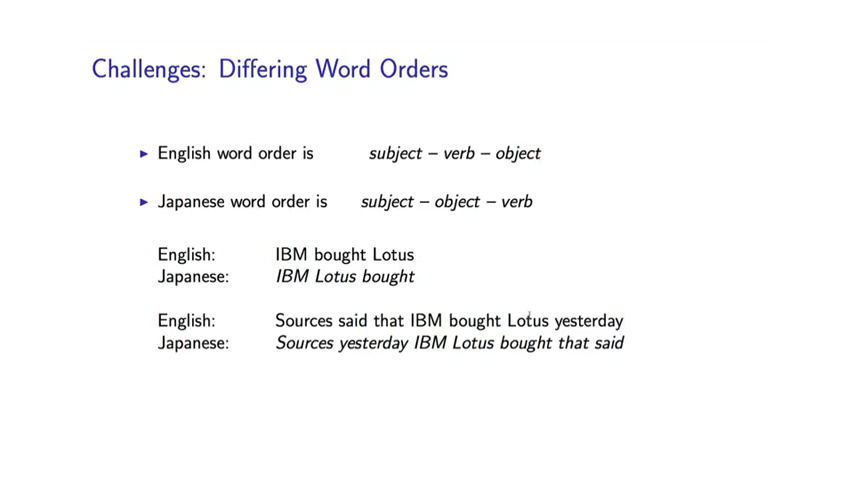 Challenges: Differing Word Orders
▶ English word order is subject – verb – object
▶ Japanese word order is subject – object – verb
English: IBM bought Lotus
Japanese: IBM Lotus bought
English: Sources said that IBM bought Lotus yesterday
Japanese: Sources yesterday IBM Lotus bought that said